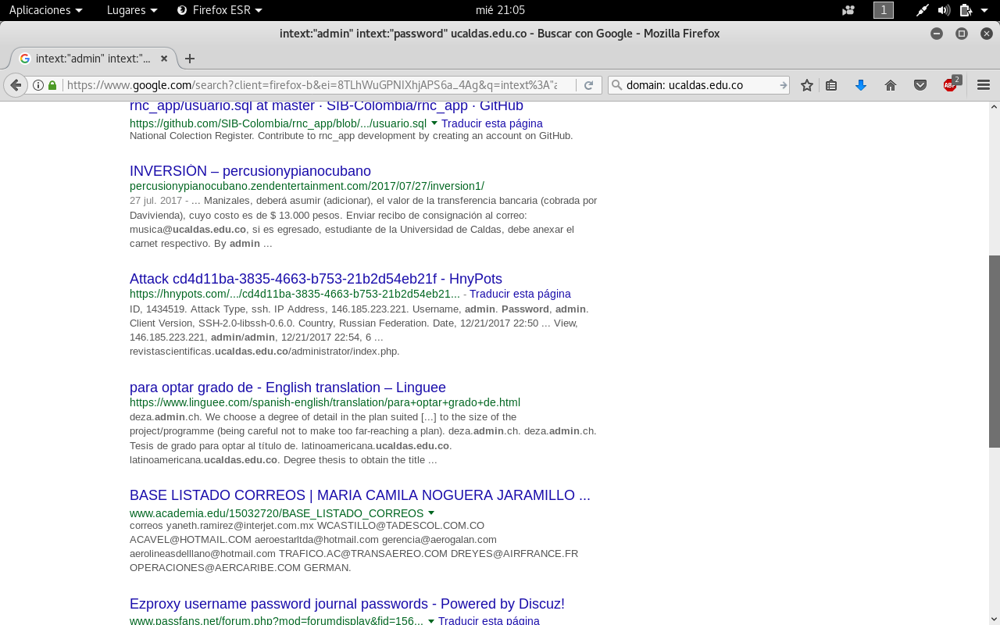 Aplicaciones Lugares Firefox ESR mié 21:05 1
intext:"admin" intext:"password" ucaldas.edu.co - Buscar con Google - Mozilla Firefox
intext:"admin" intext:"...
https://www.google.com/search?client=firefox-b&ei=8TLhWuGPNIXhjAPS6a_4Ag&q=intext%3A"a domain: ucaldas.edu.co ABP 2
rnc_app/usuario.sql at master · SIB-Colombia/rnc_app · GitHub
https://github.com/SIB-Colombia/rnc_app/blob/.../usuario.sql Traducir esta página
National Colection Register. Contribute to rnc_app development by creating an account on GitHub.
INVERSIÓN – percusionypianocubano
percusionypianocubano.zendentertainment.com/2017/07/27/inversion1/
27 jul. 2017 - ... Manizales, deberá asumir (adicionar), el valor de la transferencia bancaria (cobrada por
Davivienda), cuyo costo es de $ 13.000 pesos. Enviar recibo de consignación al correo:
musica@ucaldas.edu.co, si es egresado, estudiante de la Universidad de Caldas, debe anexar el
carnet respectivo. By admin ...
Attack cd4d11ba-3835-4663-b753-21b2d54eb21f - HnyPots
https://hnypots.com/.../cd4d11ba-3835-4663-b753-21b2d54eb21... - Traducir esta página
ID, 1434519. Attack Type, ssh. IP Address, 146.185.223.221. Username, admin. Password, admin.
Client Version, SSH-2.0-libssh-0.6.0. Country, Russian Federation. Date, 12/21/2017 22:50 ... View,
146.185.223.221, admin/admin, 12/21/2017 22:54, 6 ...
revistascientificas.ucaldas.edu.co/administrator/index.php.
para optar grado de - English translation – Linguee
https://www.linguee.com/spanish-english/translation/para+optar+grado+de.html
deza.admin.ch. We choose a degree of detail in the plan suited [...] to the size of the
project/programme (being careful not to make too far-reaching a plan). deza.admin.ch. deza.admin.ch.
Tesis de grado para optar al título de. latinoamericana.ucaldas.edu.co.
latinoamericana.ucaldas.edu.co. Degree thesis to obtain the title ...
BASE LISTADO CORREOS | MARIA CAMILA NOGUERA JARAMILLO ...
www.academia.edu/15032720/BASE_LISTADO_CORREOS
correos yaneth.ramirez@interjet.com.mx WCASTILLO@TADESCOL.COM.CO
ACAVEL@HOTMAIL.COM aeroestarltda@hotmail.com gerencia@aerogalan.com
aerolineasdelllano@hotmail.com TRAFICO.AC@TRANSAEREO.COM DREYES@AIRFRANCE.FR
OPERACIONES@AERCARIBE.COM GERMAN.
Ezproxy username password journal passwords - Powered by Discuz!
www.passfans.net/forum.php?mod=forumdisplay&fid=156... Traducir esta página